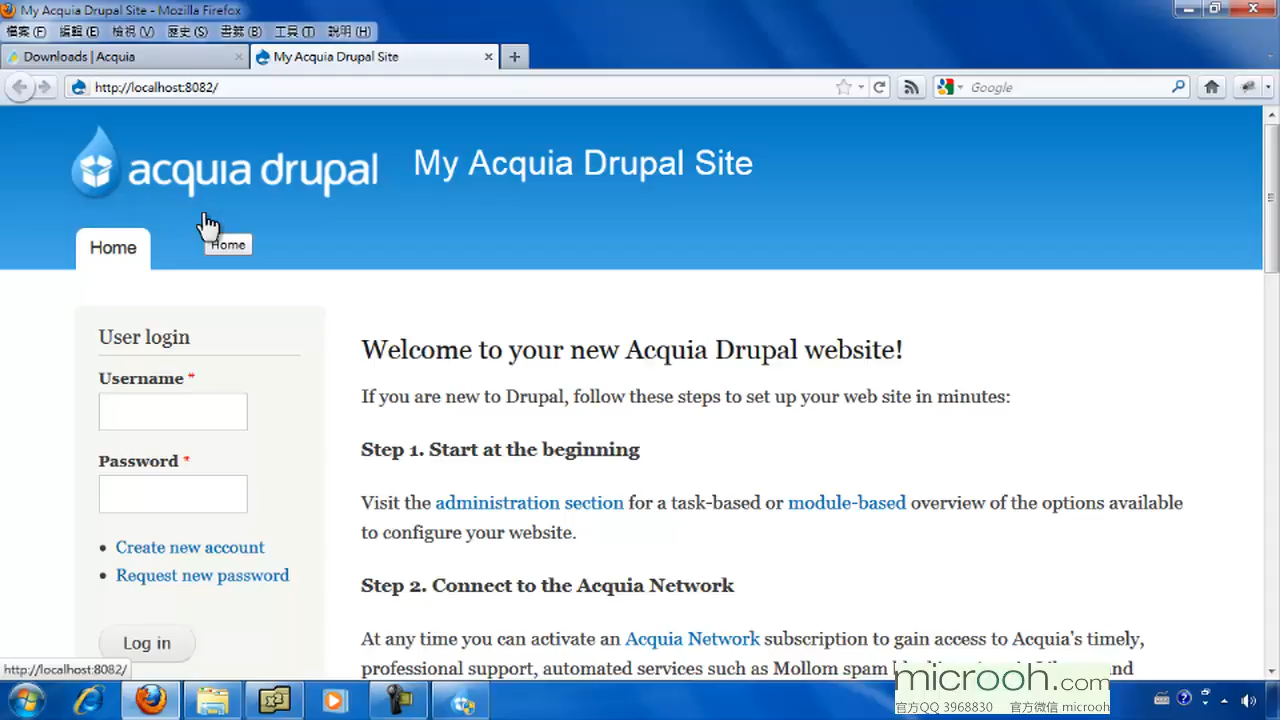 My Acquia Drupal Site - Mozilla Firefox
檔案(F) 編輯(E) 檢視(V) 歷史(S) 書籤(B) 工具(T) 說明(H)
Downloads | Acquia
My Acquia Drupal Site
http://localhost:8082/
Google
acquia drupal
My Acquia Drupal Site
Home
Home
User login
Username *
Password *
Create new account
Request new password
Log in
Welcome to your new Acquia Drupal website!
If you are new to Drupal, follow these steps to set up your web site in minutes:
Step 1. Start at the beginning
Visit the administration section for a task-based or module-based overview of the options available
to configure your website.
Step 2. Connect to the Acquia Network
At any time you can activate an Acquia Network subscription to gain access to Acquia's timely,
professional support, automated services such as Mollom spam and
http://localhost:8082/
microoh.com
官方QQ 3968830 官方微信 microoh